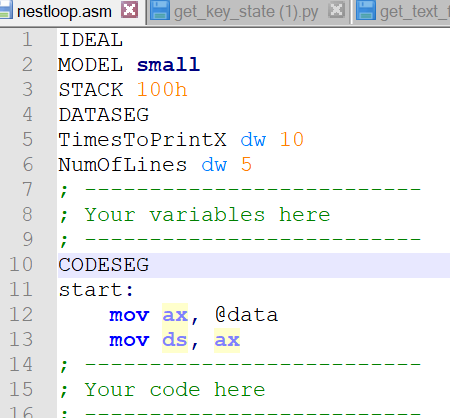 nestloop.asm get_key_state (1).py get_text_f
1 IDEAL
2 MODEL small
3 STACK 100h
4 DATASEG
5 TimesToPrintX dw 10
6 NumOfLines dw 5
7 ; --------------------------
8 ; Your variables here
9 ; --------------------------
10 CODESEG
11 start:
12 mov ax, @data
13 mov ds, ax
14 ; --------------------------
15 ; Your code here
16 ; --------------------------